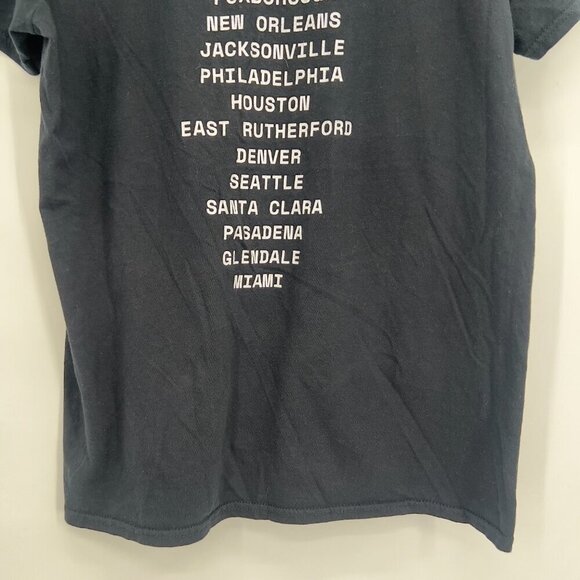 NEW ORLEANS
JACKSONVILLE
PHILADELPHIA
HOUSTON
EAST RUTHERFORD
DENVER
SEATTLE
SANTA CLARA
PASADENA
GLENDALE
MIAMI